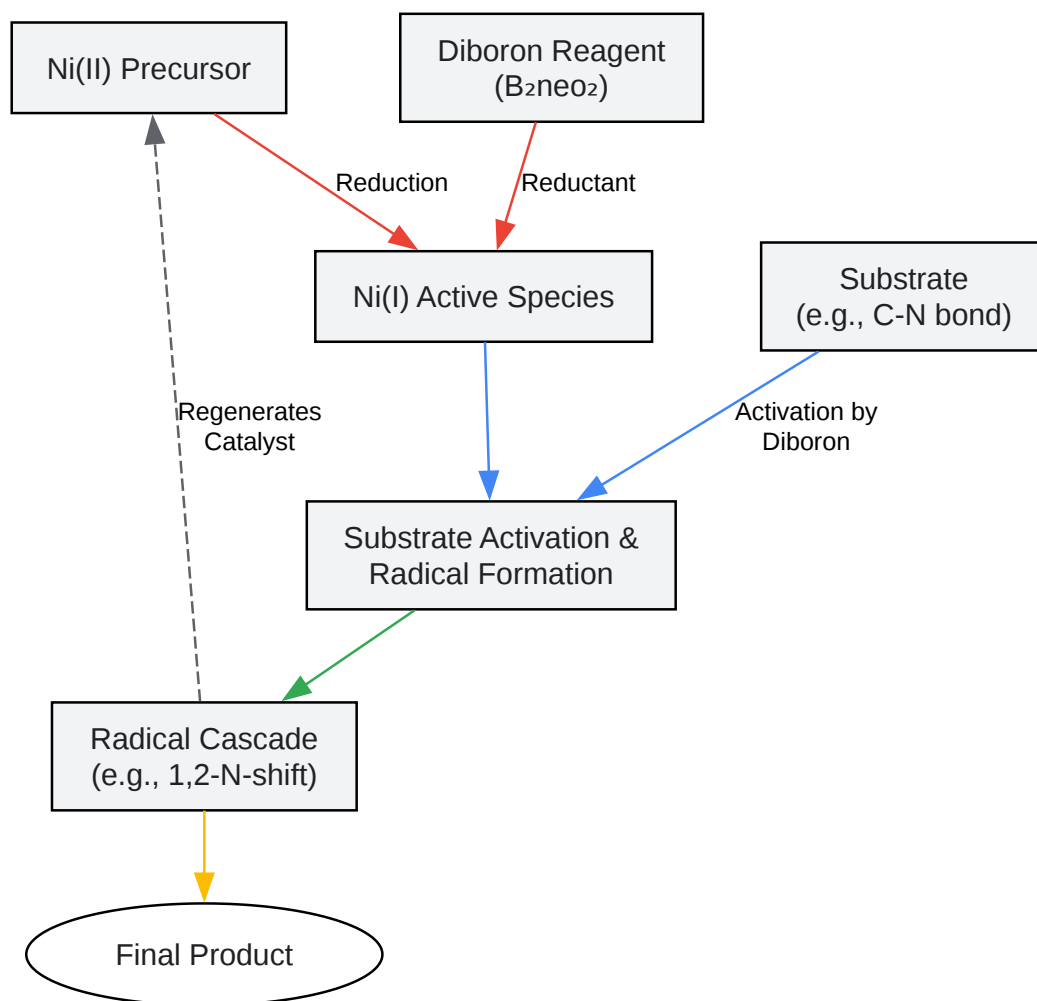 Ni(II) Precursor
Diboron Reagent
(B₂neo₂)
Reduction
Reductant
Ni(I) Active Species
Substrate
(e.g., C-N bond)
Regenerates
Catalyst
Activation by
Diboron
Substrate Activation &
Radical Formation
Radical Cascade
(e.g., 1,2-N-shift)
Final Product